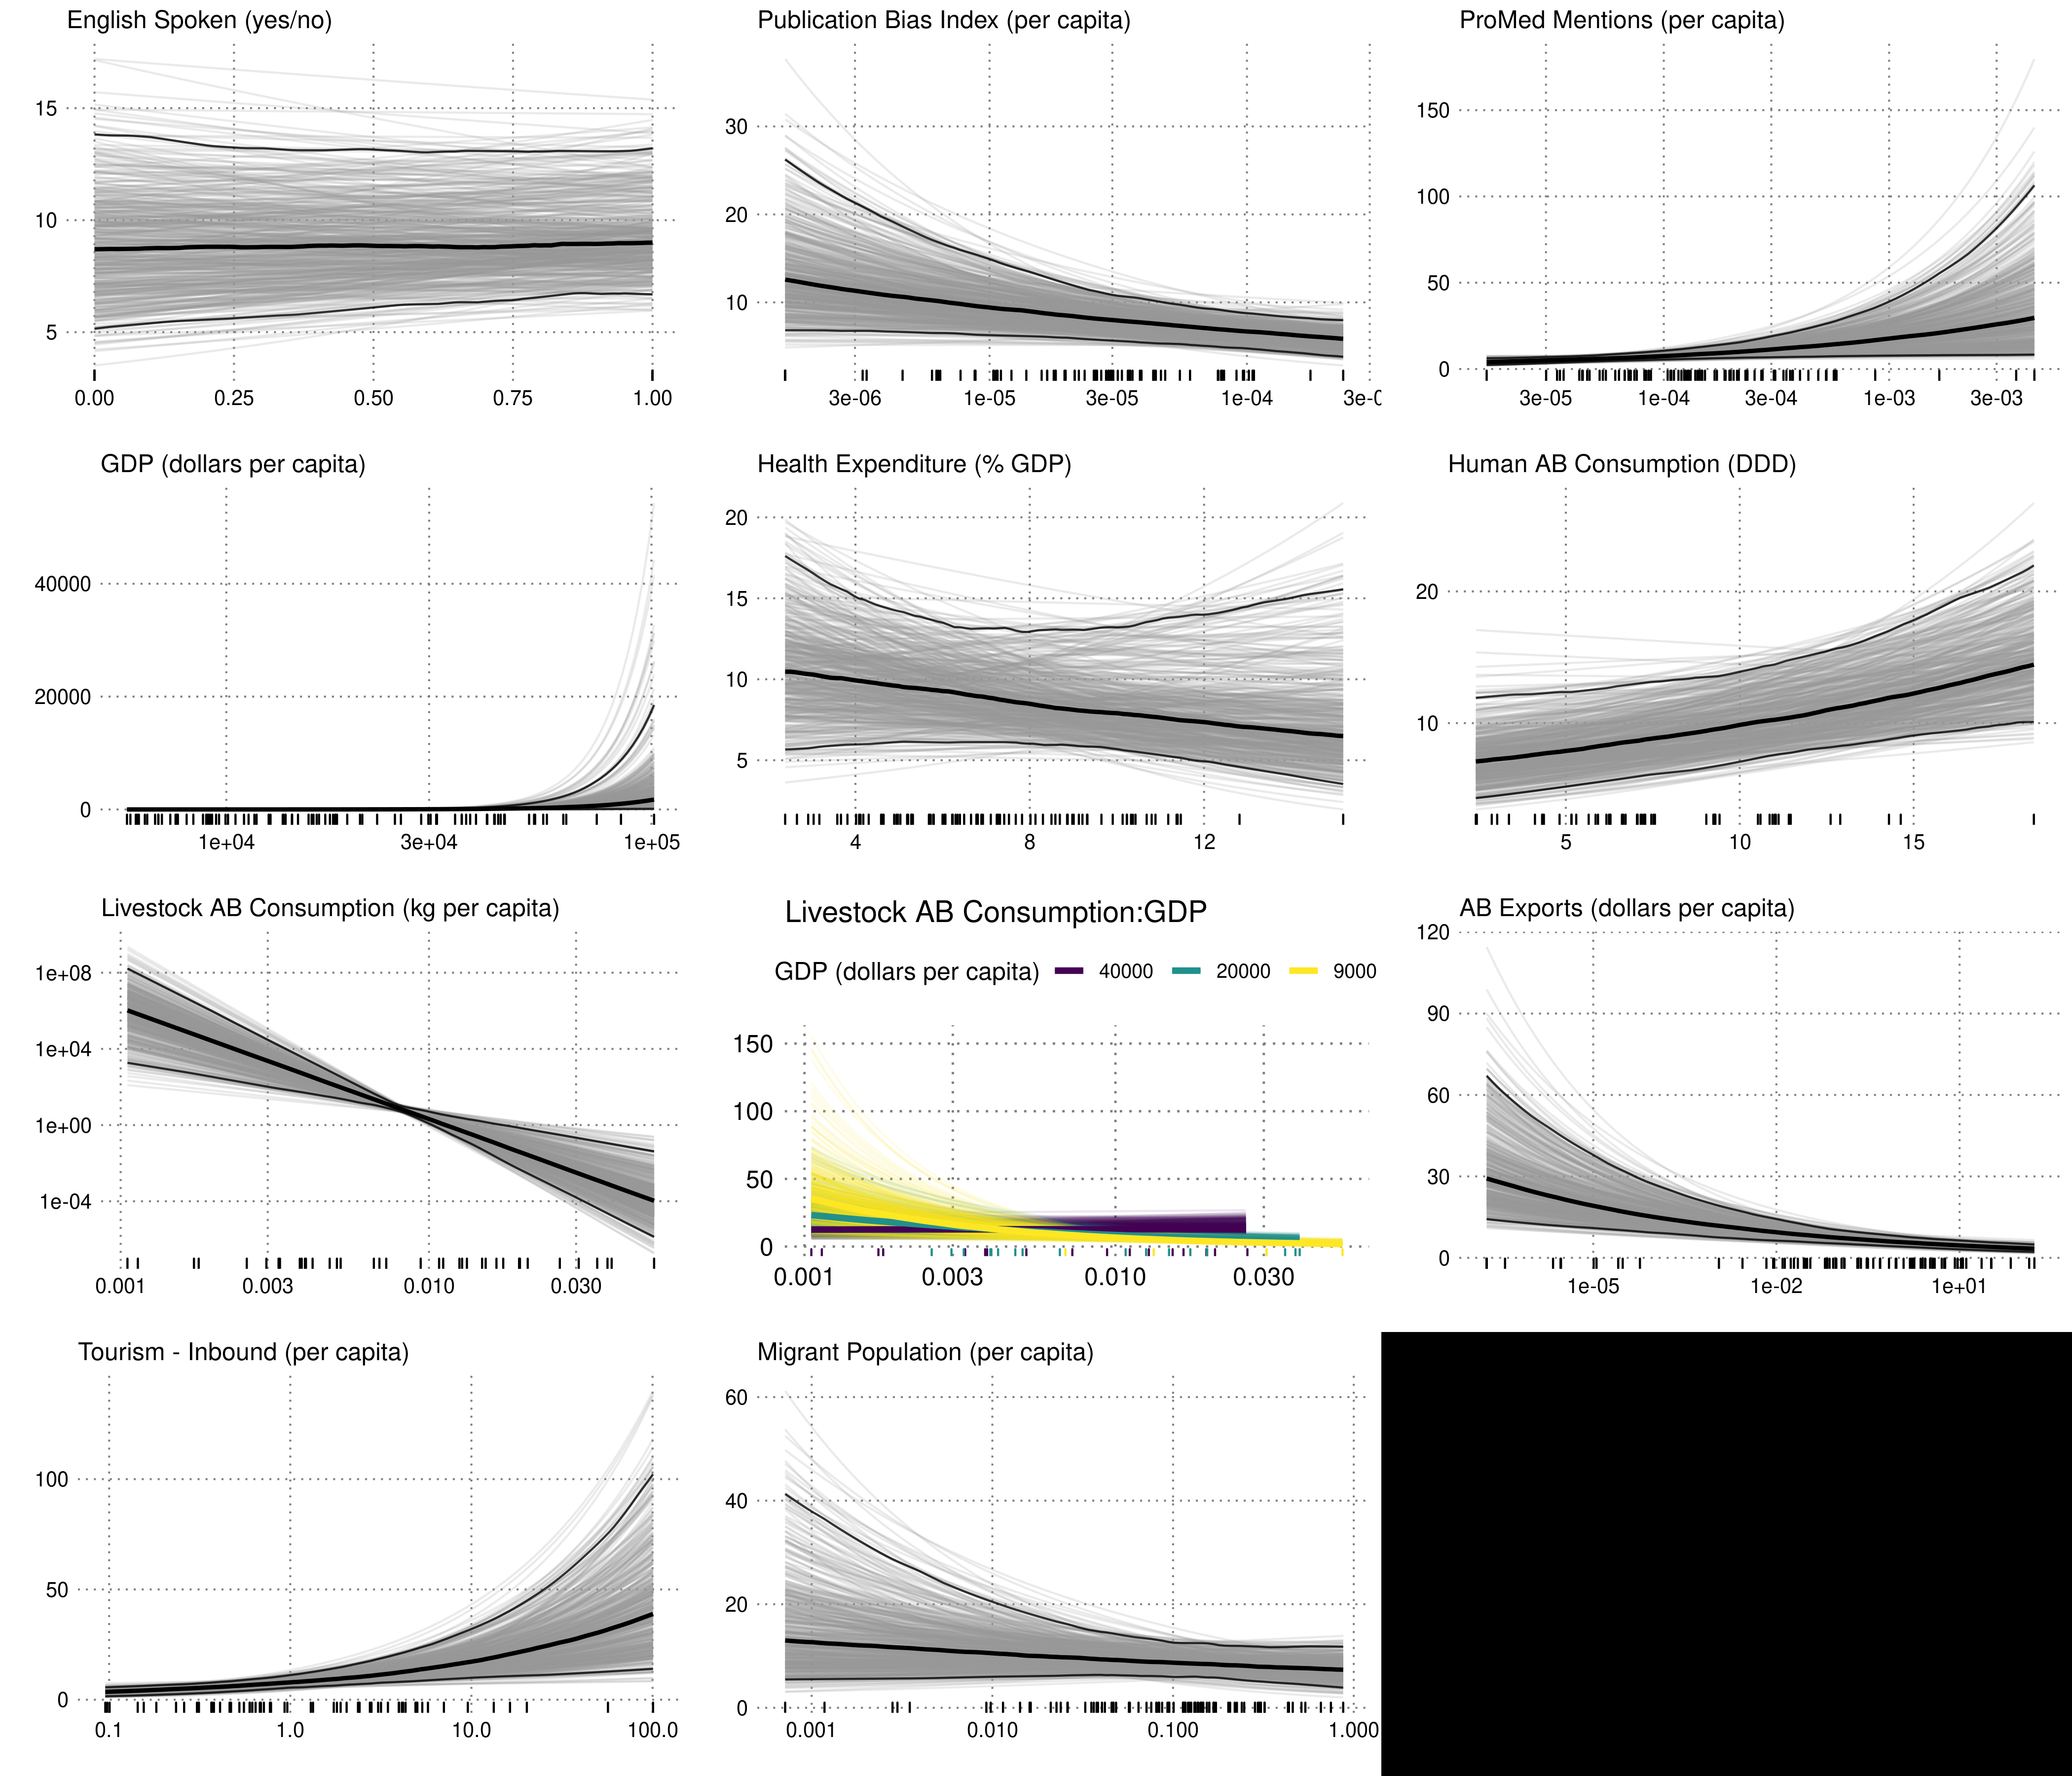 English Spoken (yes/no)
15
10
5
0.00 0.25 0.50 0.75 1.00
Publication Bias Index (per capita)
30
20
10
3e-06 1e-05 3e-05 1e-04
ProMed Mentions (per capita)
150
100
50
0
3e-05 1e-04 3e-04 1e-03 3e-03
GDP (dollars per capita)
40000
20000
0
1e+04 3e+04 1e+05
Health Expenditure (% GDP)
20
15
10
5
4 8 12
Human AB Consumption (DDD)
20
10
5 10 15
Livestock AB Consumption (kg per capita)
1e+08
1e+04
1e+00
1e-04
0.001 0.003 0.010 0.030
Livestock AB Consumption:GDP
GDP (dollars per capita) 40000 20000 9000
150
100
50
0
0.001 0.003 0.010 0.030
AB Exports (dollars per capita)
120
90
60
30
0
1e-05 1e-02 1e+01
Tourism - Inbound (per capita)
100
50
0
0.1 1.0 10.0 100.0
Migrant Population (per capita)
60
40
20
0
0.001 0.010 0.100 1.000